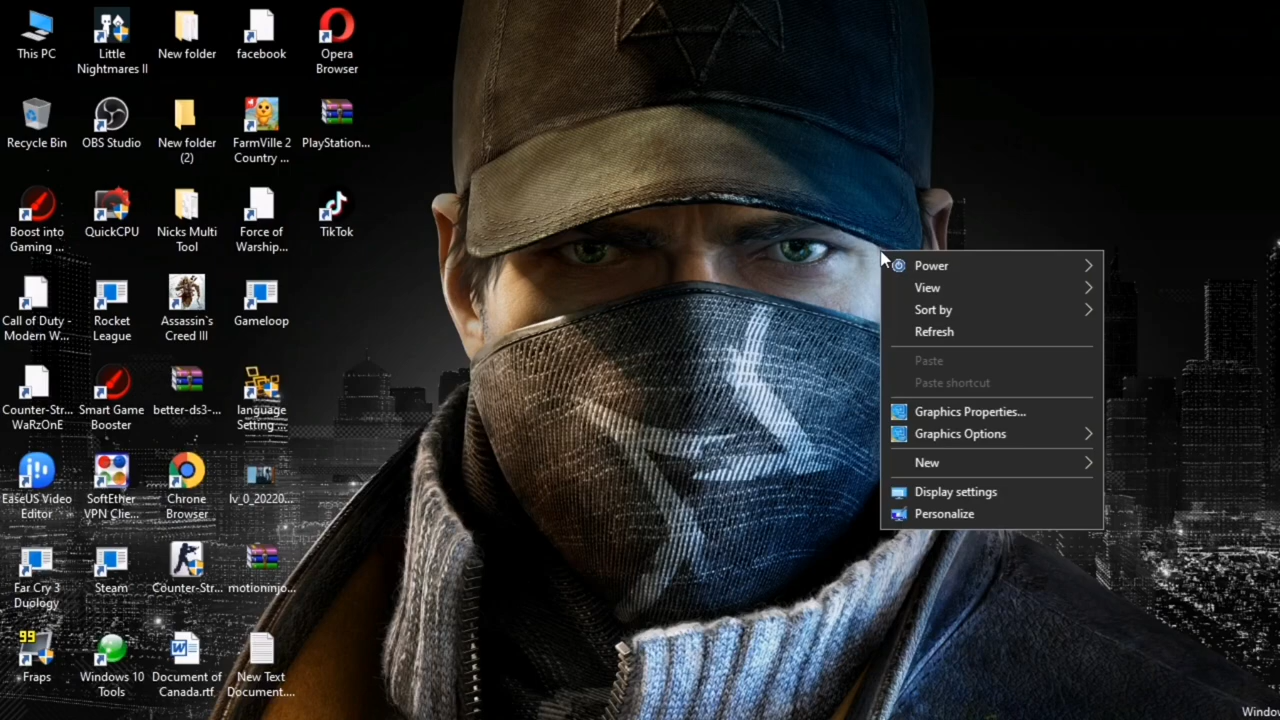 This PC
Little
Nightmares II
New folder
facebook
Opera
Browser
Recycle Bin
OBS Studio
New folder
(2)
FarmVille 2
Country ...
PlayStation...
Boost into
Gaming ...
QuickCPU
Nicks Multi
Tool
Force of
Warship...
TikTok
Call of Duty -
Modern W...
Rocket
League
Assassin's
Creed III
Gameloop
Counter-Str...
WaRzOnE
Smart Game
Booster
better-ds3-...
language
Setting ...
EaseUS Video
Editor
SoftEther
VPN Clie...
Chrome
Browser
lv_0_20220...
Far Cry 3
Duology
Steam
Counter-Str...
motioninjo...
99
Fraps
Windows 10
Tools
Document of
Canada.rtf
New Text
Document....
Power
View
Sort by
Refresh
Paste
Paste shortcut
Graphics Properties...
Graphics Options
New
Display settings
Personalize
Window